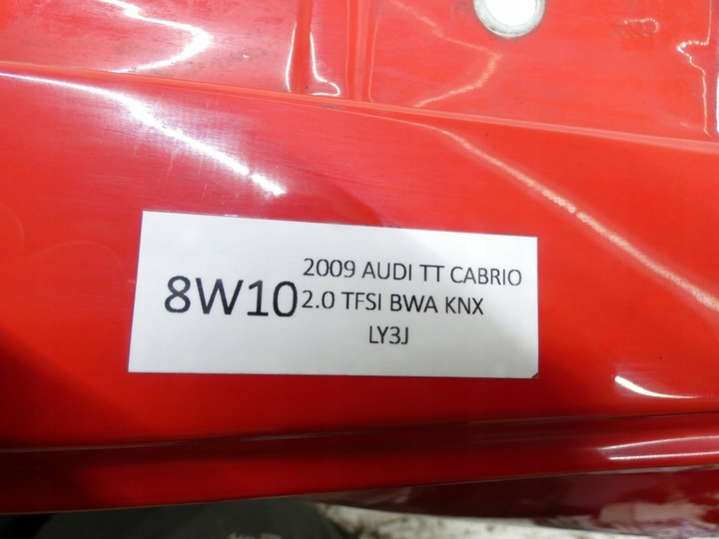 8W10
2009 AUDI TT CABRIO
2.0 TFSI BWA KNX
LY3J